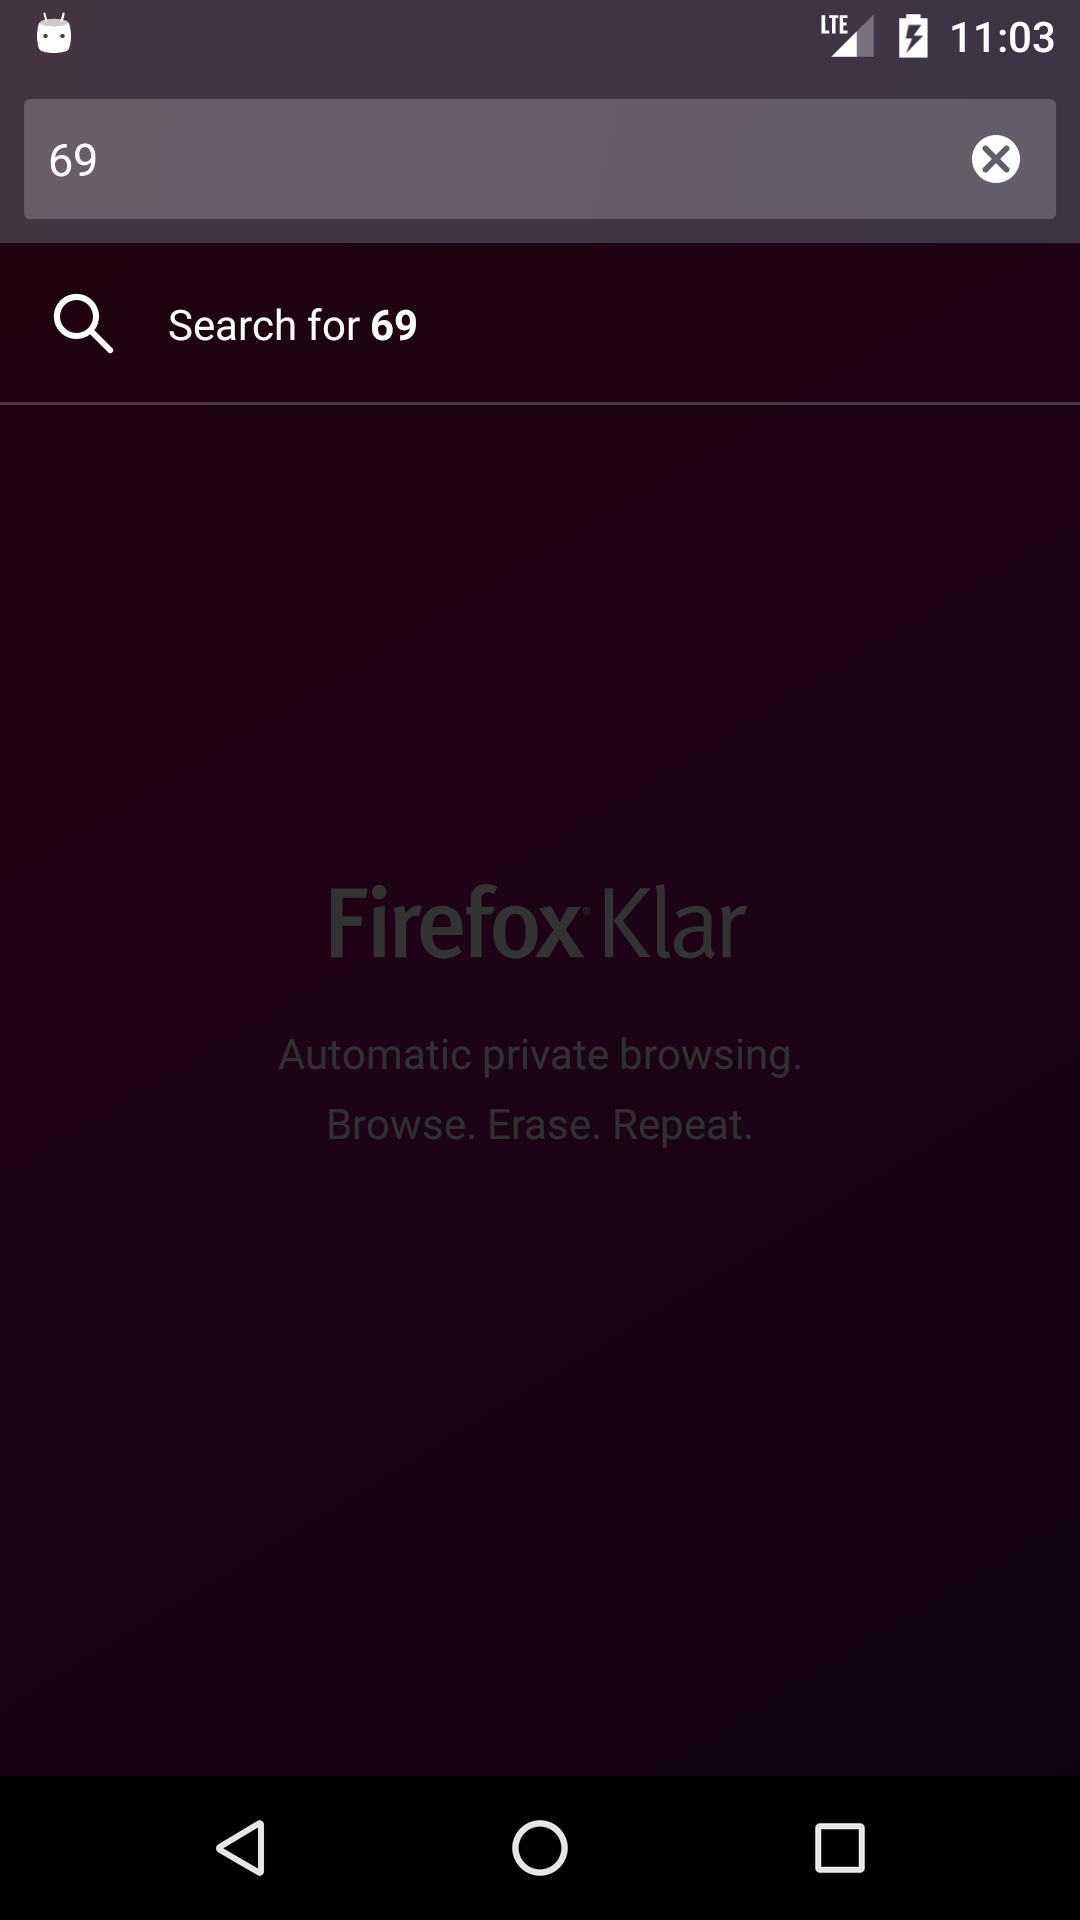 LTE 11:03
69
Search for 69
Firefox® Klar
Automatic private browsing.
Browse. Erase. Repeat.